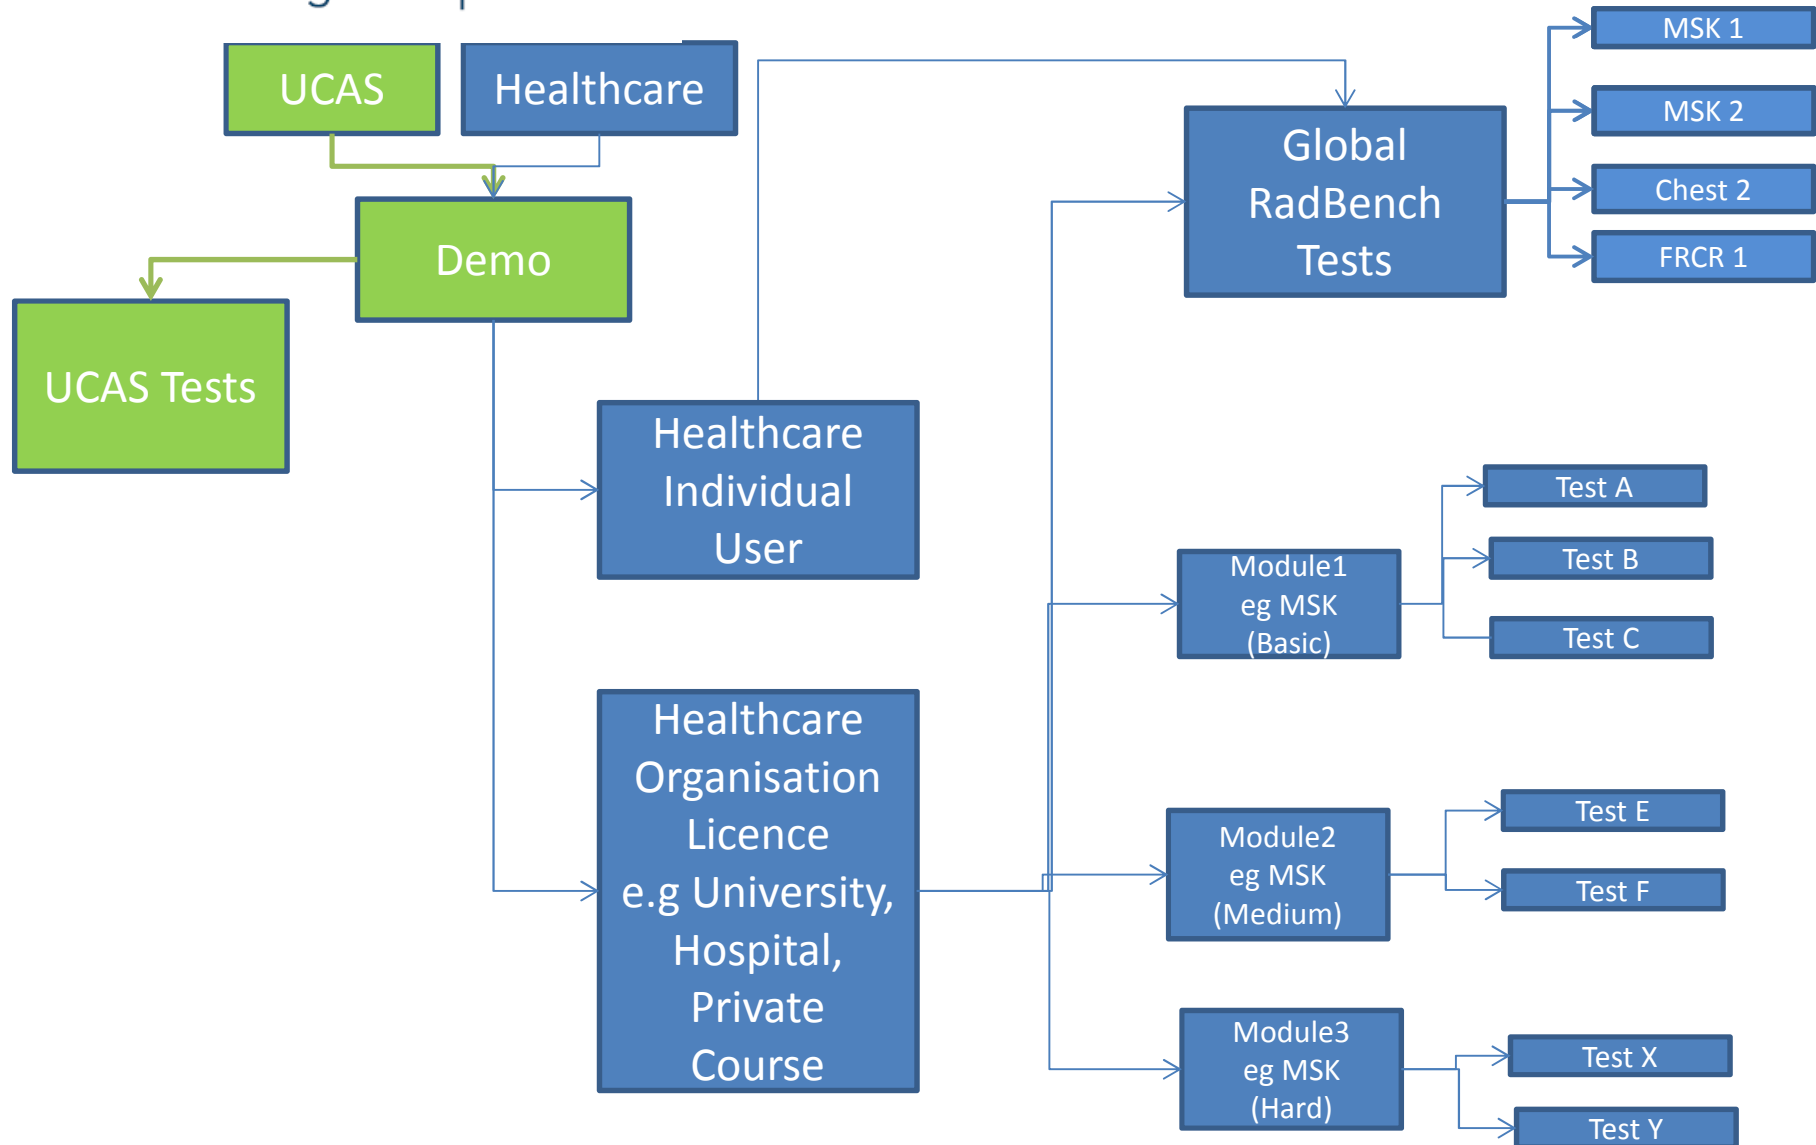 UCAS
Healthcare
Demo
UCAS Tests
Healthcare
Individual
User
Healthcare
Organisation
Licence
e.g University,
Hospital,
Private
Course
Global
RadBench
Tests
MSK 1
MSK 2
Chest 2
FRCR 1
Module1
eg MSK
(Basic)
Test A
Test B
Test C
Module2
eg MSK
(Medium)
Test E
Test F
Module3
eg MSK
(Hard)
Test X
Test Y